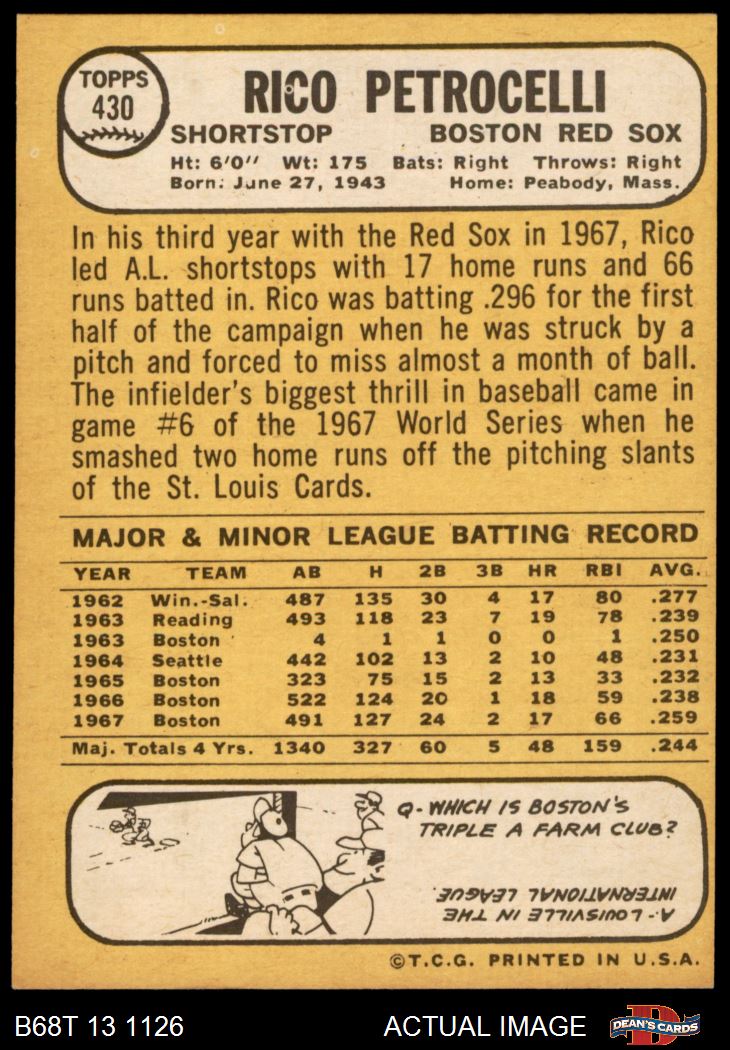 TOPPS
430
RICO PETROCELLI
SHORTSTOP BOSTON RED SOX
Ht: 6'0" Wt: 175 Bats: Right Throws: Right
Born: June 27, 1943 Home: Peabody, Mass.
In his third year with the Red Sox in 1967, Rico
led A.L. shortstops with 17 home runs and 66
runs batted in. Rico was batting .296 for the first
half of the campaign when he was struck by a
pitch and forced to miss almost a month of ball.
The infielder's biggest thrill in baseball came in
game #6 of the 1967 World Series when he
smashed two home runs off the pitching slants
of the St. Louis Cards.
MAJOR & MINOR LEAGUE BATTING RECORD
YEAR TEAM AB H 2B 3B HR RBI AVG.
1962 Win.-Sal. 487 135 30 4 17 80 .277
1963 Reading 493 118 23 7 19 78 .239
1963 Boston 4 1 1 0 0 1 .250
1964 Seattle 442 102 13 2 10 48 .231
1965 Boston 323 75 15 2 13 33 .232
1966 Boston 522 124 20 1 18 59 .238
1967 Boston 491 127 24 2 17 66 .259
Maj. Totals 4 Yrs. 1340 327 60 5 48 159 .244
Q-WHICH IS BOSTON'S
TRIPLE A FARM CLUB?
A-LOUISVILLE IN THE
INTERNATIONAL LEAGUE.
©T.C.G. PRINTED IN U.S.A.
B68T 13 1126 ACTUAL IMAGE
D
DEAN'S CARDS